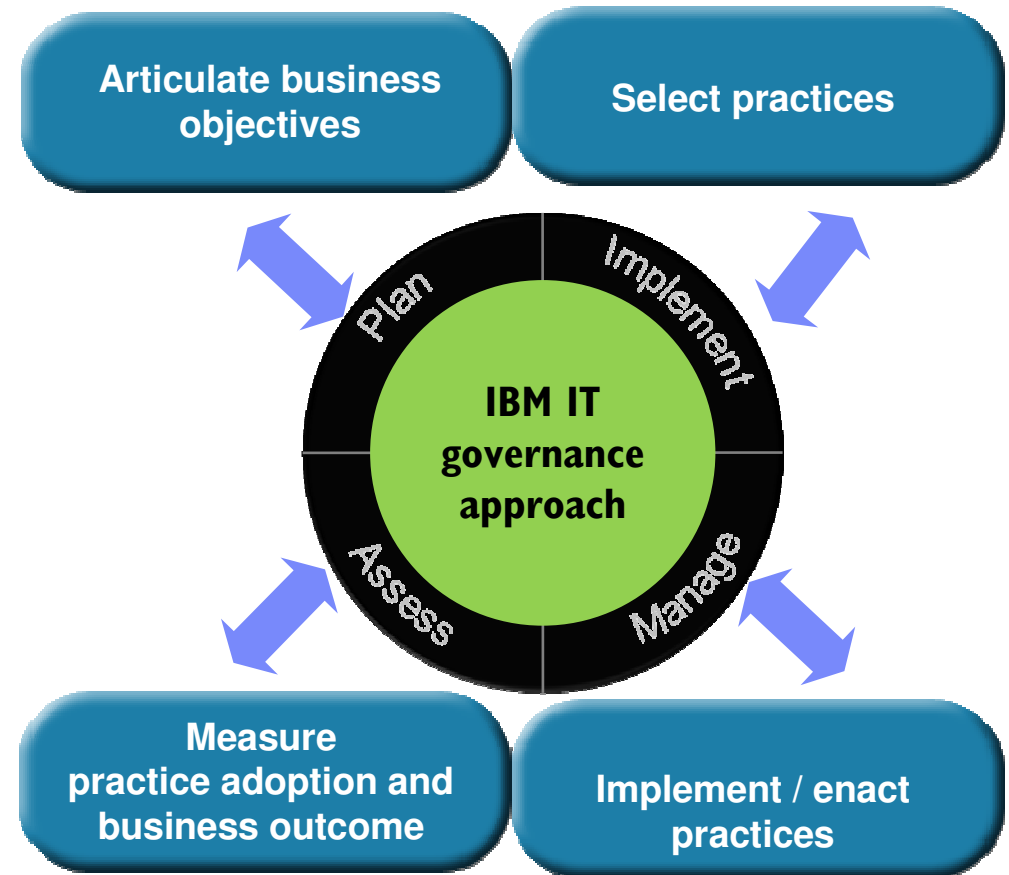 Articulate business
objectives
Select practices
Plan
Implement
IBM IT
governance
approach
Assess
Manage
Measure
practice adoption and
business outcome
Implement / enact
practices